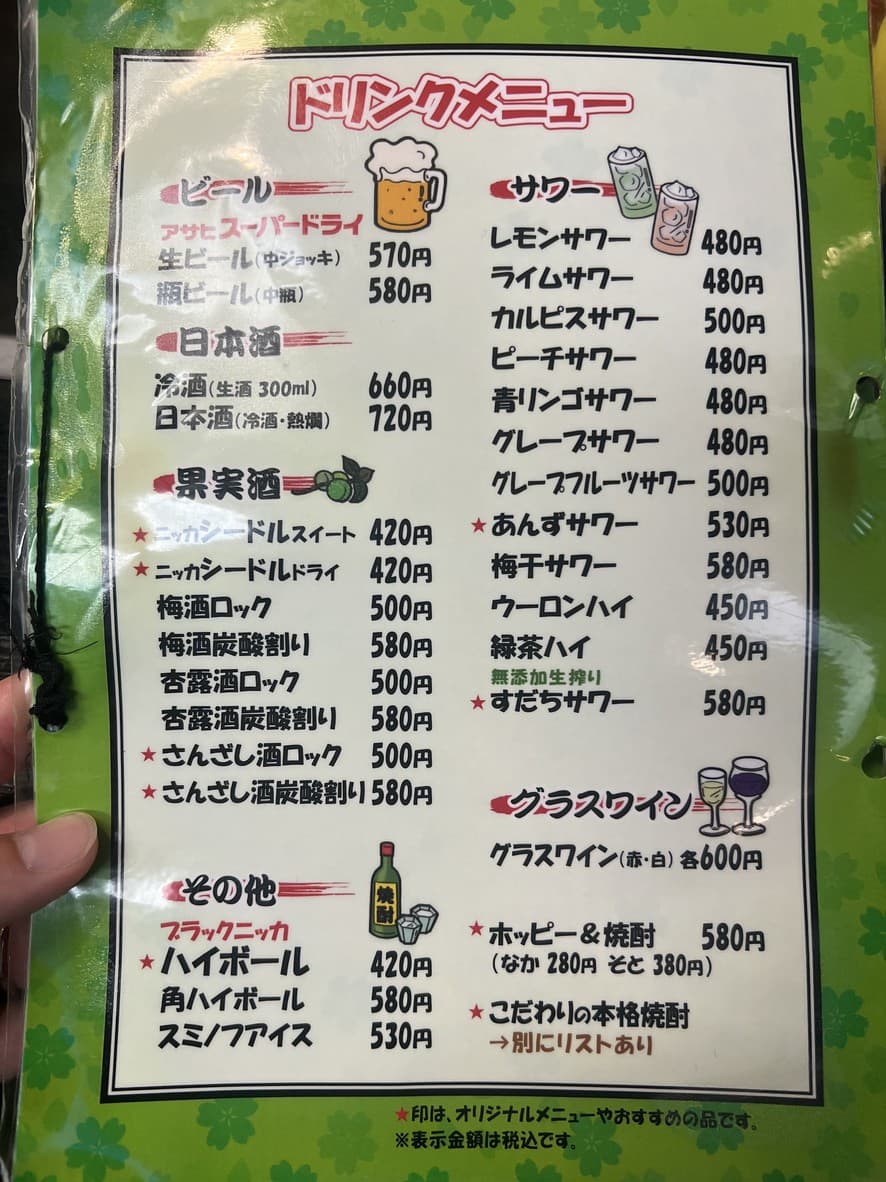 ドリンクメニュー
ビール
アサヒスーパードライ
生ビール(中ジョッキ) 570円
瓶ビール(中瓶) 580円
日本酒
冷酒(生酒 300ml) 660円
日本酒(冷酒・熱燗) 720円
果実酒
★ニッカシードルスイート 420円
★ニッカシードルドライ 420円
梅酒ロック 500円
梅酒炭酸割り 580円
杏露酒ロック 500円
杏露酒炭酸割り 580円
★さんざし酒ロック 500円
★さんざし酒炭酸割り 580円
その他
焼酎
ブラックニッカ
★ハイボール 420円
角ハイボール 580円
スミノフアイス 530円
サワー
レモンサワー 480円
ライムサワー 480円
カルピスサワー 500円
ピーチサワー 480円
青リンゴサワー 480円
グレープサワー 480円
グレープフルーツサワー 500円
★あんずサワー 530円
梅干サワー 580円
ウーロンハイ 450円
緑茶ハイ 450円
無添加生搾り
★すだちサワー 580円
グラスワイン
グラスワイン(赤・白) 各600円
★ホッピー&焼酎 580円
(なか 280円 そと 380円)
★こだわりの本格焼酎
→別にリストあり
★印は、オリジナルメニューやおすすめの品です。
※表示金額は税込です。